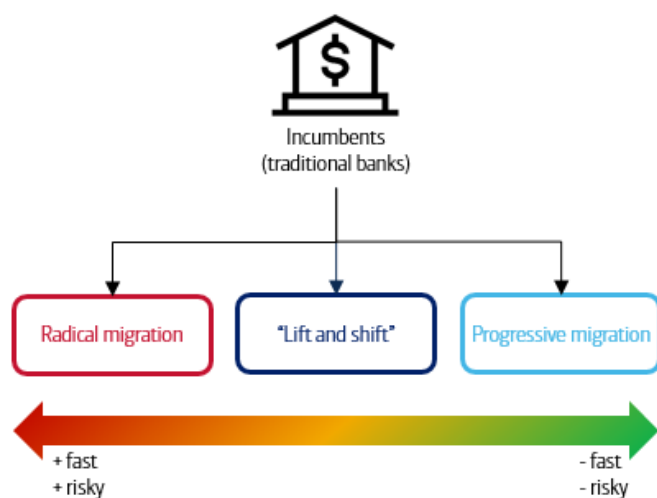 $
Incumbents
(traditional banks)
Radical migration
“Lift and shift”
Progressive migration
+ fast
+ risky
- fast
- risky